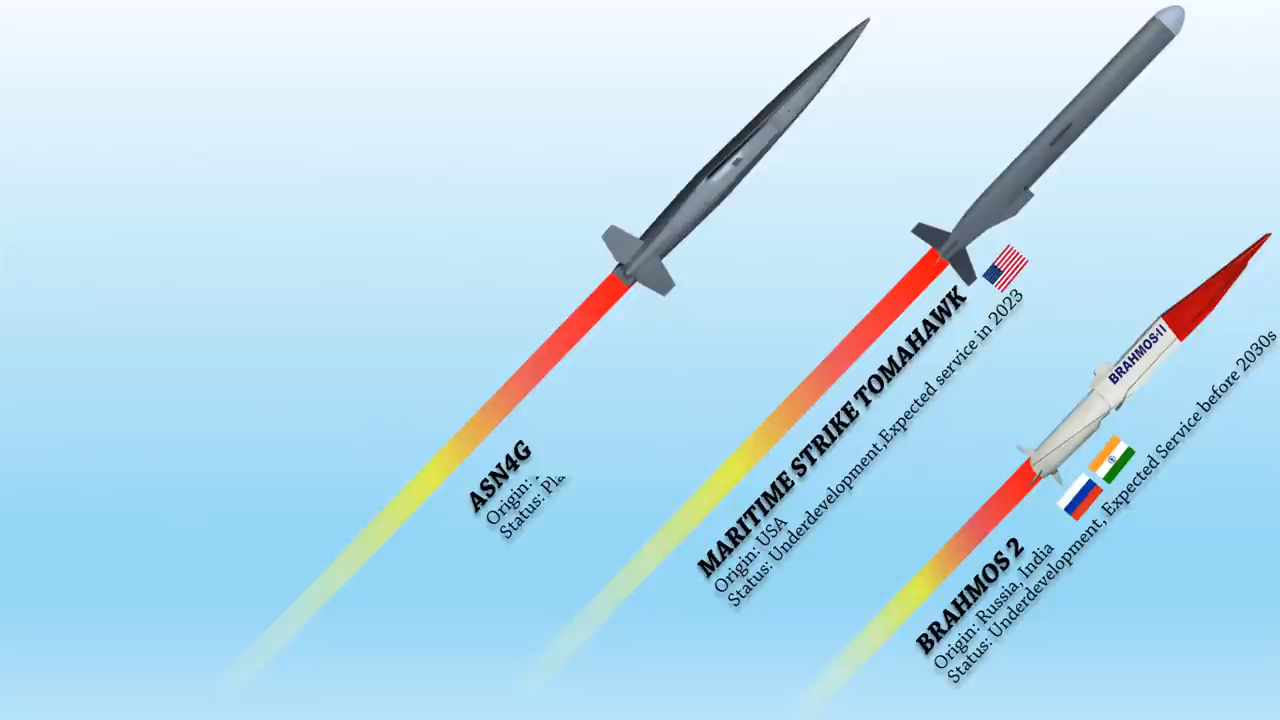 ASN4G
Origin:
Status:
MARITIME STRIKE TOMAHAWK
Origin: USA
Status: Underdevelopment,Expected service in 2023
BRAHMOS-II
BRAHMOS 2
Origin: Russia, India
Status: Underdevelopment, Expected Service before 2030s